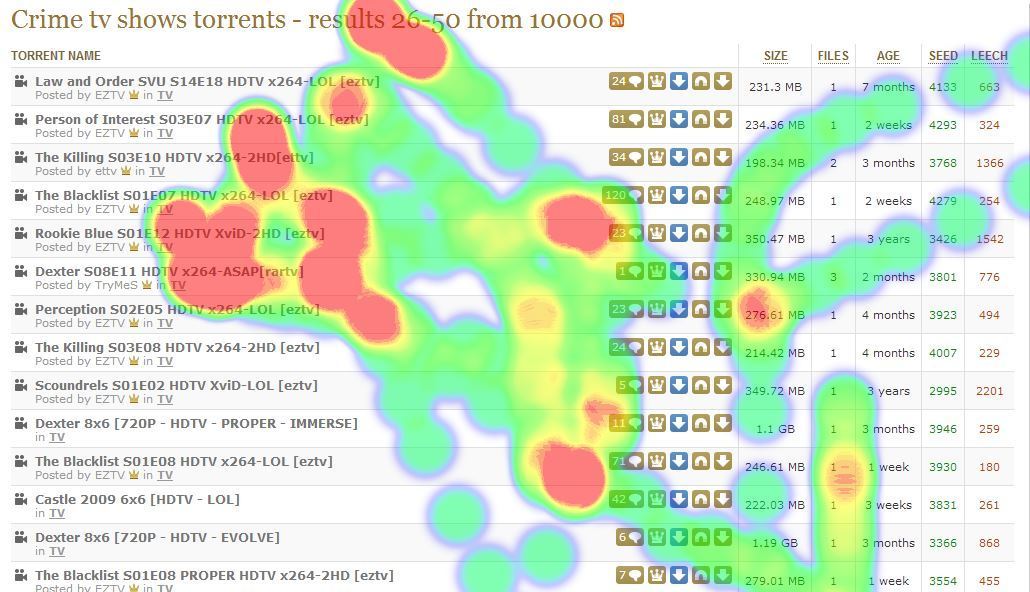 Crime tv shows torrents - results 26-50 from 10000
TORRENT NAME SIZE FILES AGE SEED LEECH
Law and Order SVU S14E18 HDTV x264-LOL [eztv] 24 231.3 MB 1 7 months 4133 663
Posted by EZTV in TV
Person of Interest S03E07 HDTV x264-LOL [eztv] 81 234.36 MB 1 2 weeks 4293 324
Posted by EZTV in TV
The Killing S03E10 HDTV x264-2HD[ettv] 34 198.34 MB 2 3 months 3768 1366
Posted by ettv in TV
The Blacklist S01E07 HDTV x264-LOL [eztv] 120 248.97 MB 1 2 weeks 4279 254
Posted by EZTV in TV
Rookie Blue S01E12 HDTV XviD-2HD [eztv] 23 350.47 MB 1 3 years 3426 1542
Posted by EZTV in TV
Dexter S08E11 HDTV x264-ASAP[rartv] 1 330.94 MB 3 2 months 3801 776
Posted by TryMeS in TV
Perception S02E05 HDTV x264-LOL [eztv] 23 276.61 MB 1 4 months 3923 494
Posted by EZTV in TV
The Killing S03E08 HDTV x264-2HD [eztv] 24 214.42 MB 1 4 months 4007 229
Posted by EZTV in TV
Scoundrels S01E02 HDTV XviD-LOL [eztv] 5 349.72 MB 1 3 years 2995 2201
Posted by EZTV in TV
Dexter 8x6 [720P - HDTV - PROPER - IMMERSE] 11 1.1 GB 1 3 months 3946 259
in TV
The Blacklist S01E08 HDTV x264-LOL [eztv] 71 246.61 MB 1 1 week 3930 180
Posted by EZTV in TV
Castle 2009 6x6 [HDTV - LOL] 42 222.03 MB 1 3 weeks 3831 261
in TV
Dexter 8x6 [720P - HDTV - EVOLVE] 6 1.19 GB 1 3 months 3366 868
in TV
The Blacklist S01E08 PROPER HDTV x264-2HD [eztv] 7 279.01 MB 1 1 week 3554 455
Posted by EZTV in TV